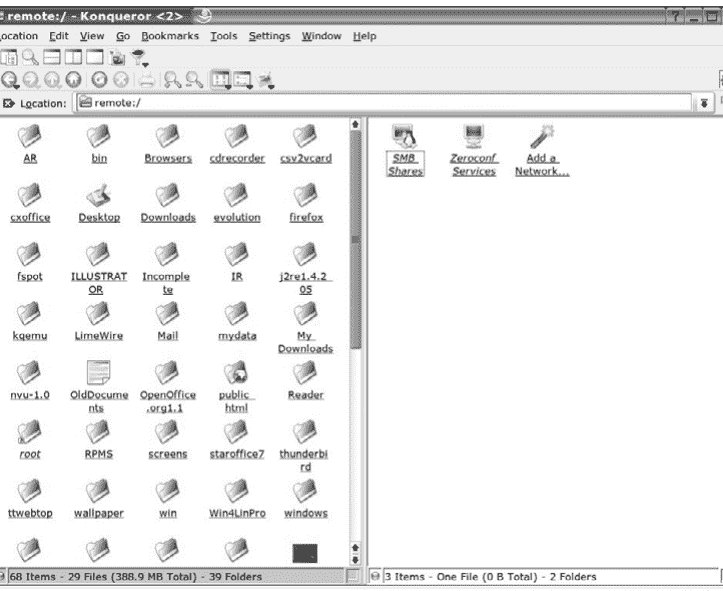 remote:/ - Konqueror <2>
ocation Edit View Go Bookmarks Tools Settings Window Help
Location: remote:/
AR bin Browsers cdrecorder csv2vcard
cxoffice Desktop Downloads evolution firefox
fspot ILLUSTRAT Incomple IR j2re1.4.2_
OR te 05
kqemu LimeWire Mail mydata My
Downloads
nvu-1.0 OldDocume OpenOffice public_ Reader
nts .org1.1 html
root RPMS screens staroffice7 thunderbi
rd
ttwebtop wallpaper win Win4LinPro windows
68 Items - 29 Files (388.9 MB Total) - 39 Folders
SMB Zeroconf Add a
Shares Services Network...
3 Items - One File (0 B Total) - 2 Folders